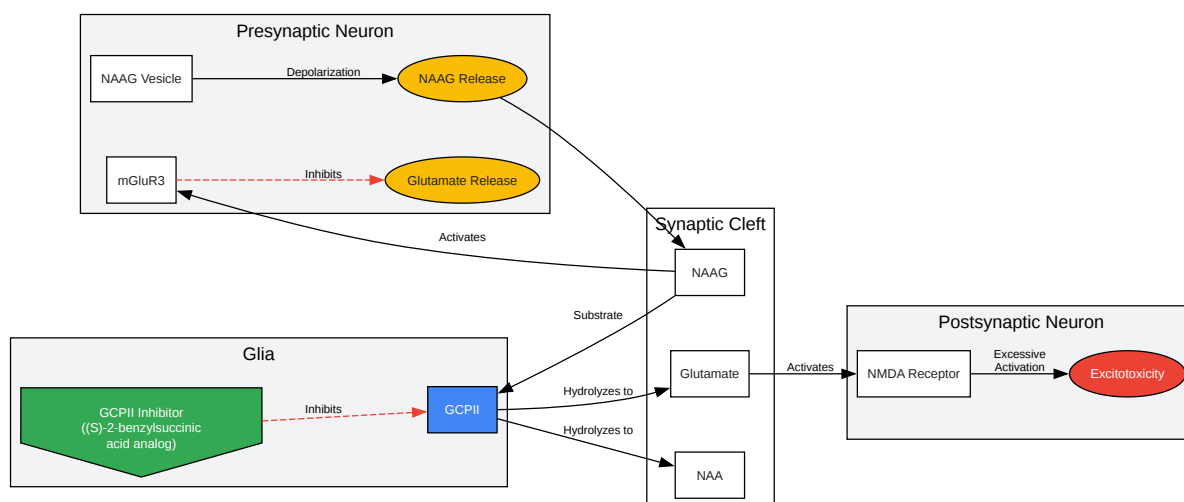 Presynaptic Neuron
NAAG Vesicle
Depolarization
NAAG Release
mGluR3
Inhibits
Glutamate Release
Activates
Synaptic Cleft
NAAG
Substrate
Glia
GCPII Inhibitor
((S)-2-benzylsuccinic
acid analog)
Inhibits
GCPII
Hydrolyzes to
Hydrolyzes to
Glutamate
NAA
Activates
Postsynaptic Neuron
NMDA Receptor
Excessive
Activation
Excitotoxicity